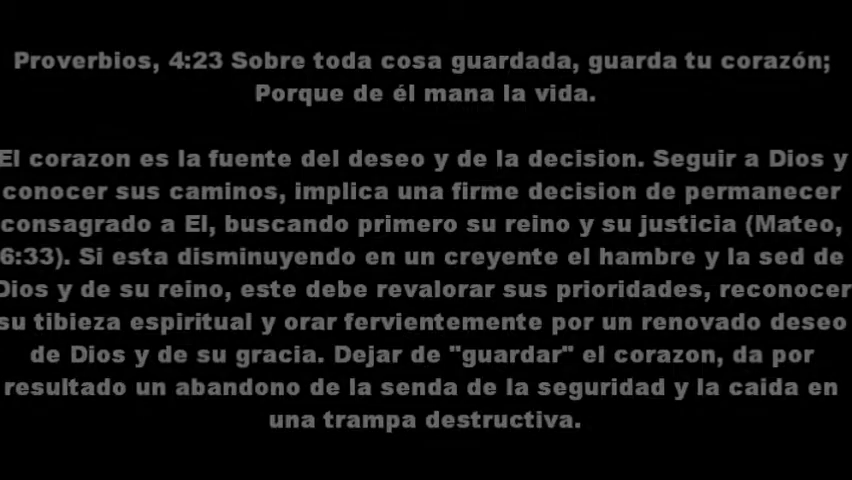 Proverbios, 4:23 Sobre toda cosa guardada, guarda tu corazón;
Porque de él mana la vida.
El corazon es la fuente del deseo y de la decision. Seguir a Dios y
conocer sus caminos, implica una firme decision de permanecer
consagrado a El, buscando primero su reino y su justicia (Mateo,
6:33). Si esta disminuyendo en un creyente el hambre y la sed de
Dios y de su reino, este debe revalorar sus prioridades, reconocer
su tibieza espiritual y orar fervientemente por un renovado deseo
de Dios y de su gracia. Dejar de "guardar" el corazon, da por
resultado un abandono de la senda de la seguridad y la caida en
una trampa destructiva.